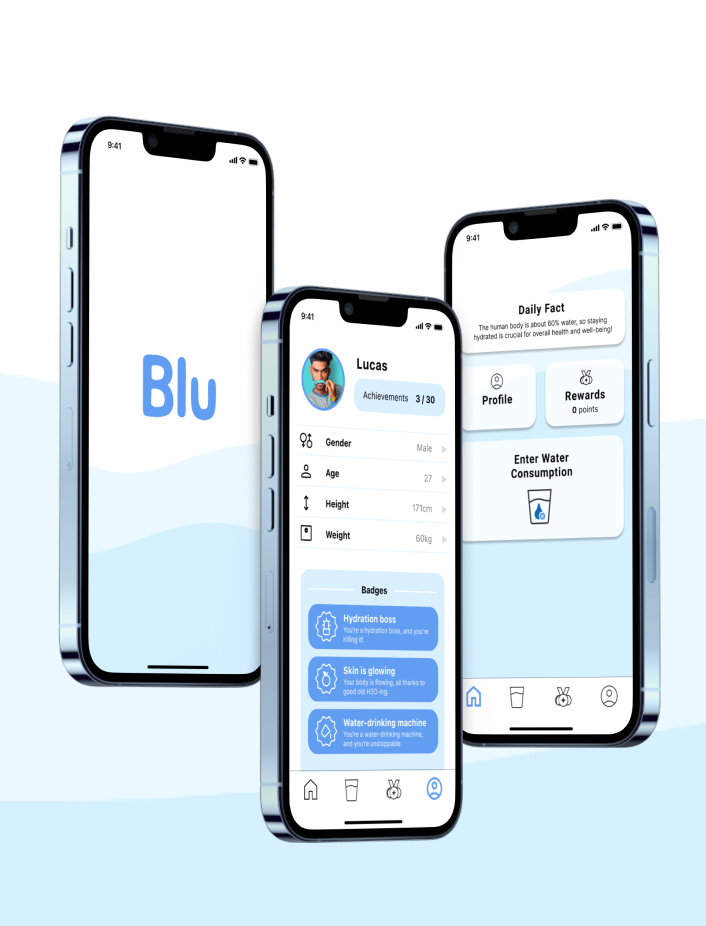 9:41
Blu
9:41
Lucas
Achievements 3 / 30
Gender Male
Age 27
Height 171cm
Weight 60kg
Badges
Hydration boss
You're a hydration boss, and you're
killing it!
Skin is glowing
Your body is flowing, all thanks to
good old H2O-ing.
Water-drinking machine
You're a water-drinking machine,
and you're unstoppable.
9:41
Daily Fact
The human body is about 60% water, so staying
hydrated is crucial for overall health and well-being!
Profile
Rewards
0 points
Enter Water
Consumption